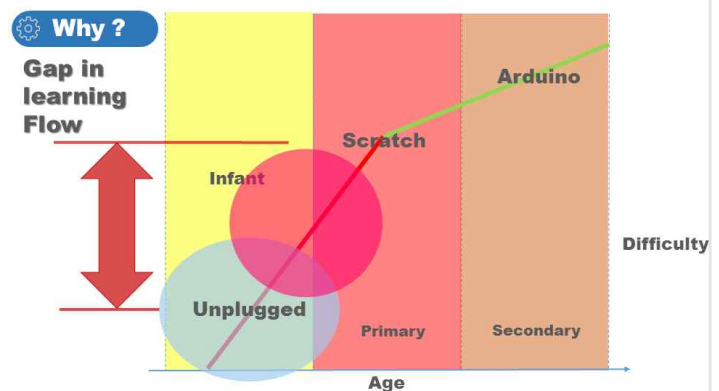 Why ?
Gap in
learning
Flow
Arduino
Scratch
Infant
Difficulty
Unplugged
Primary
Secondary
Age